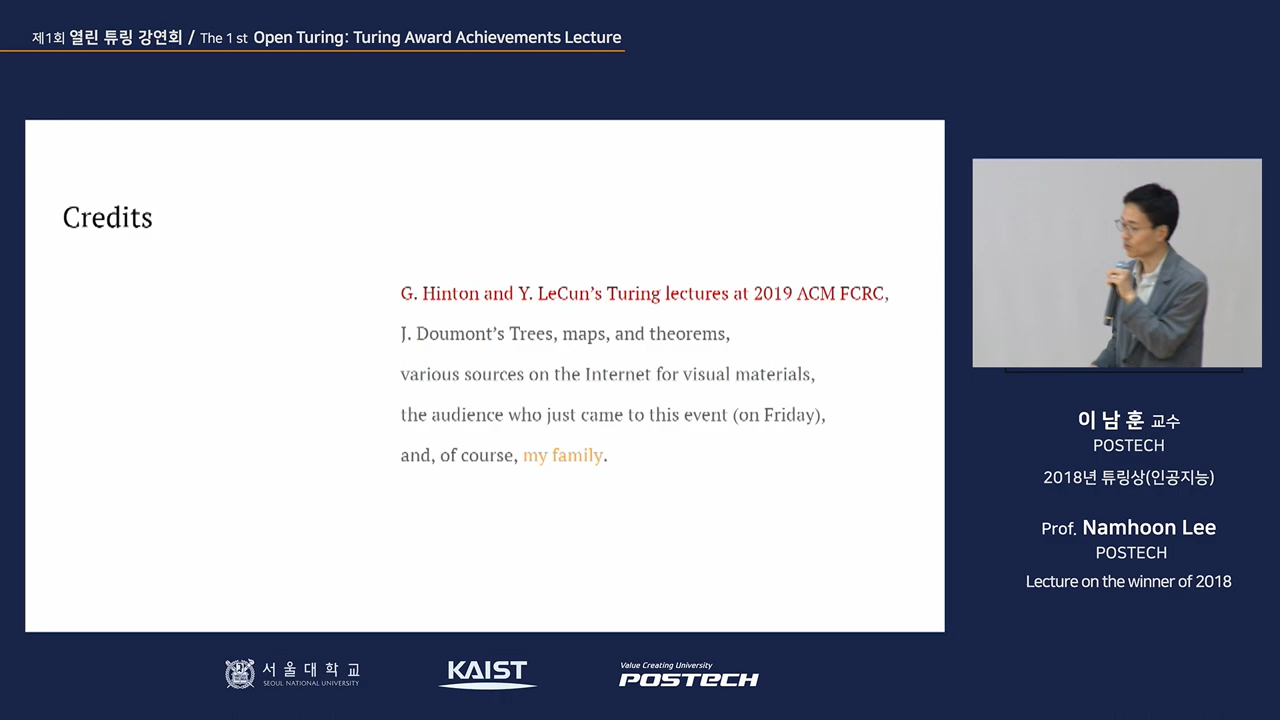 제1회 열린 튜링 강연회 / The 1 st Open Turing: Turing Award Achievements Lecture
Credits
G. Hinton and Y. LeCun's Turing lectures at 2019 ACM FCRC,
J. Doumont's Trees, maps, and theorems,
various sources on the Internet for visual materials,
the audience who just came to this event (on Friday),
and, of course, my family.
이남훈 교수
POSTECH
2018년 튜링상(인공지능)
Prof. Namhoon Lee
POSTECH
Lecture on the winner of 2018
서울대학교
SEOUL NATIONAL UNIVERSITY
KAIST
Value Creating University
POSTECH